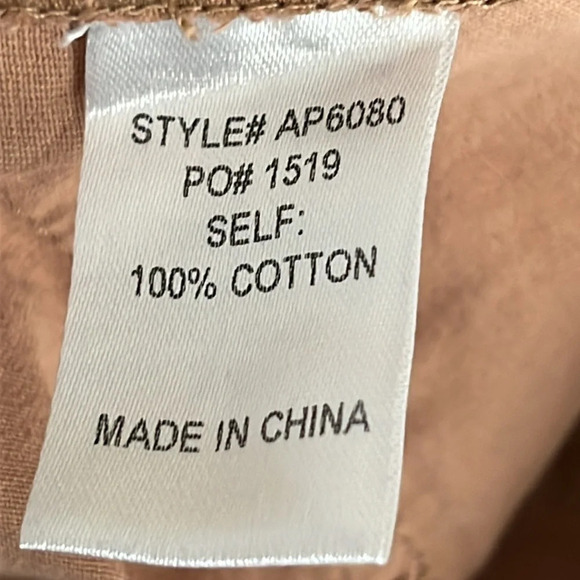 STYLE# AP6080
PO# 1519
SELF:
100% COTTON
MADE IN CHINA